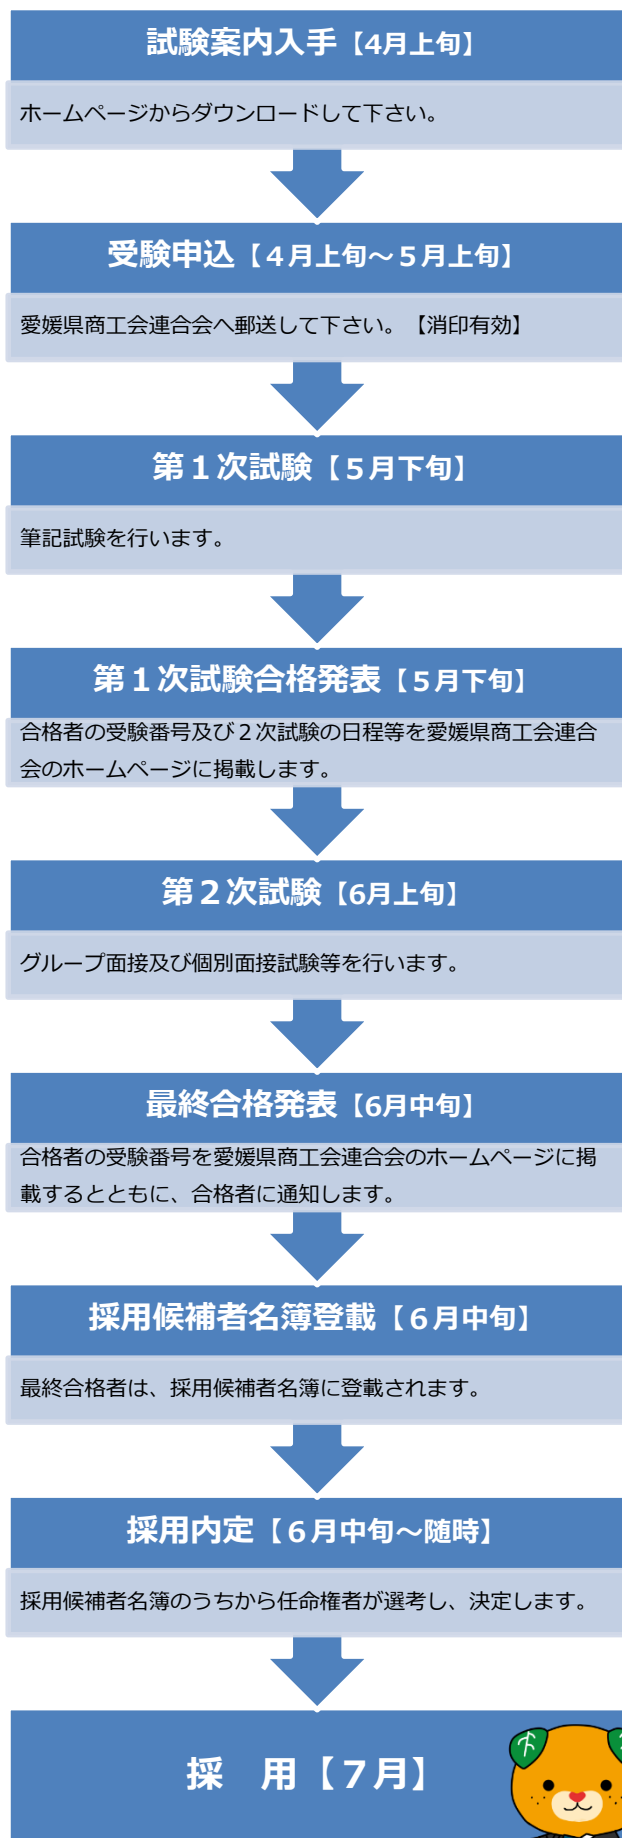 試験案内入手【4月上旬】
ホームページからダウンロードして下さい。
受験申込【４月上旬～５月上旬】
愛媛県商工会連合会へ郵送して下さい。【消印有効】
第１次試験【５月下旬】
筆記試験を行います。
第１次試験合格発表【５月下旬】
合格者の受験番号及び２次試験の日程等を愛媛県商工会連合
会のホームページに掲載します。
第２次試験【6月上旬】
グループ面接及び個別面接試験等を行います。
最終合格発表【6月中旬】
合格者の受験番号を愛媛県商工会連合会のホームページに掲
載するとともに、合格者に通知します。
採用候補者名簿登載【６月中旬】
最終合格者は、採用候補者名簿に登載されます。
採用内定【６月中旬～随時】
採用候補者名簿のうちから任命権者が選考し、決定します。
採　用【７月】